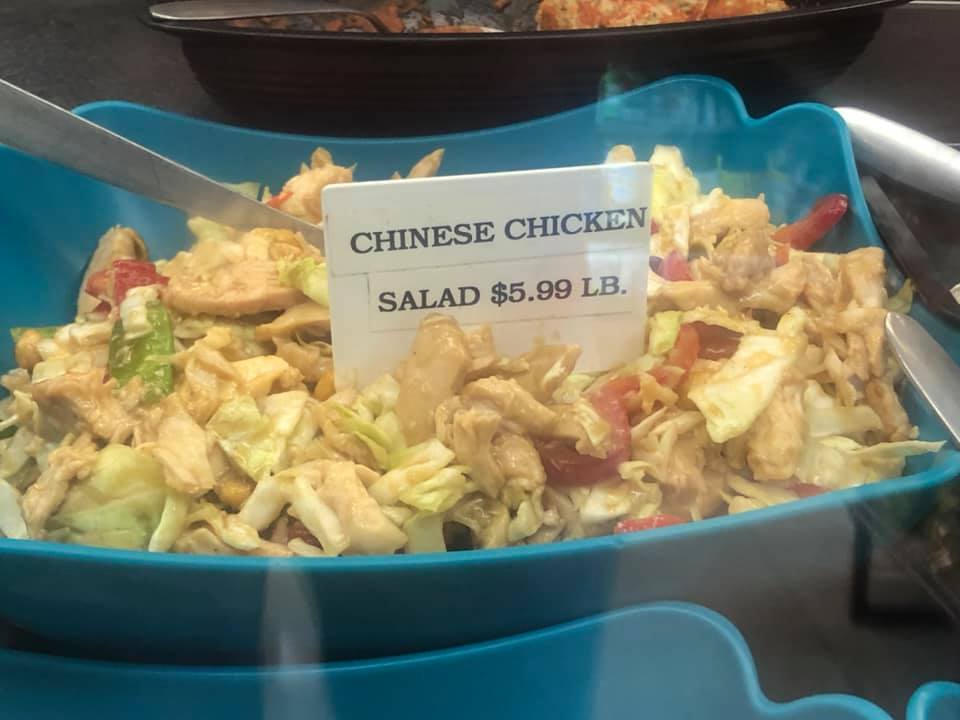 CHINESE CHICKEN
SALAD $5.99 LB.